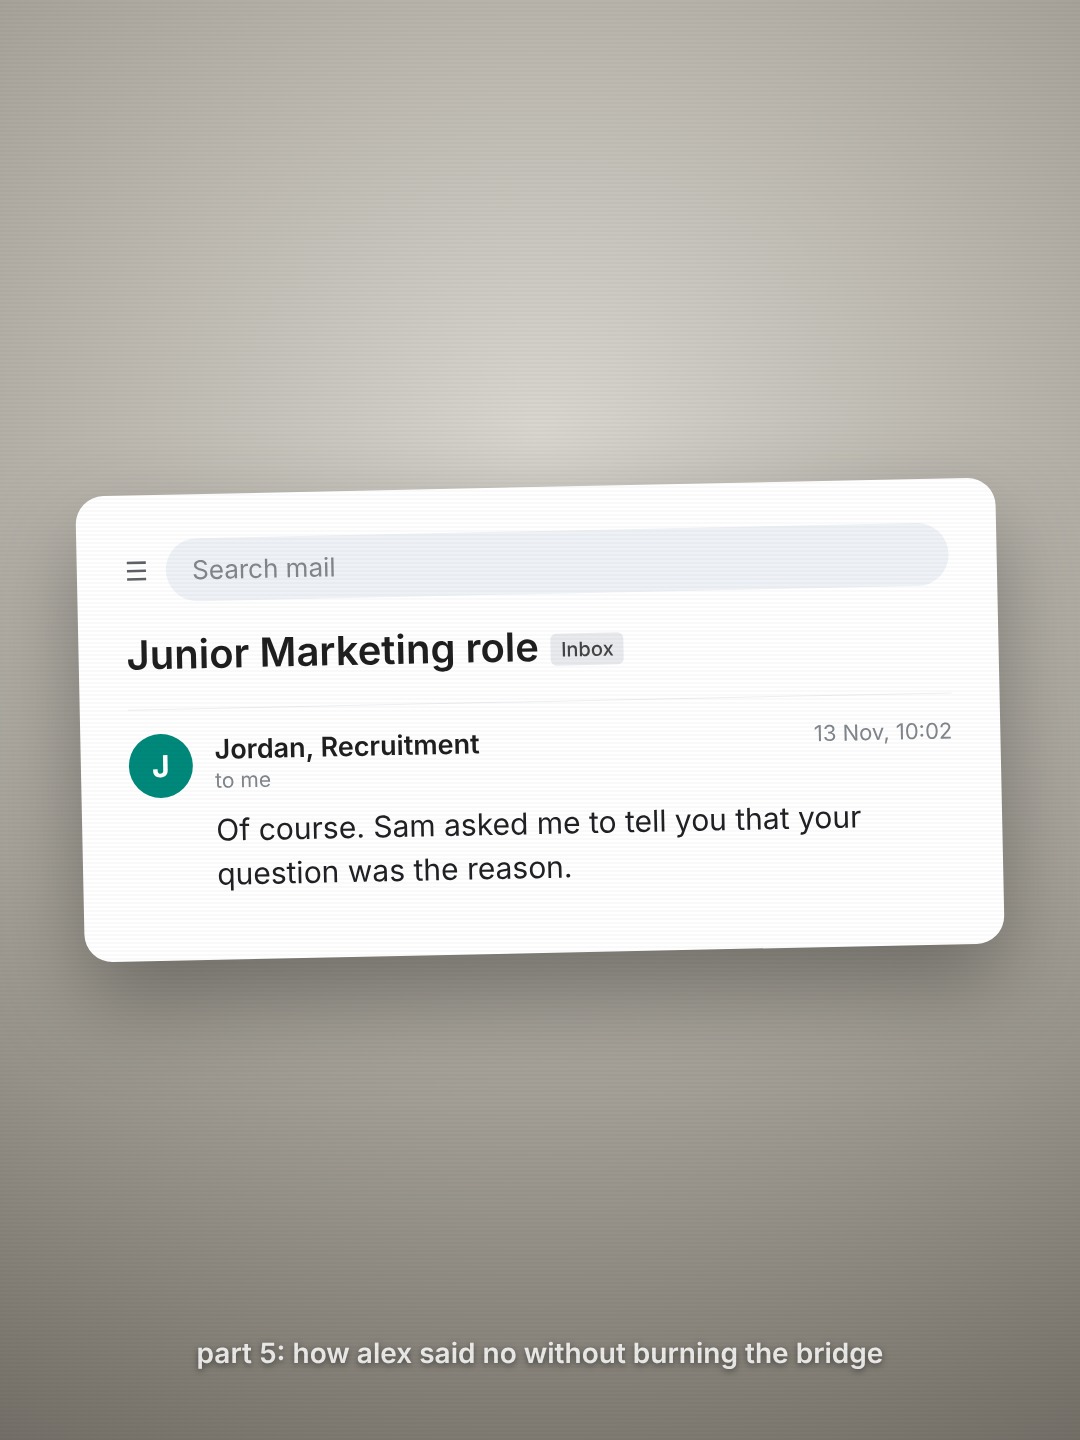 Search mail
Junior Marketing role Inbox
J
Jordan, Recruitment
13 Nov, 10:02
to me
Of course. Sam asked me to tell you that your
question was the reason.
part 5: how alex said no without burning the bridge